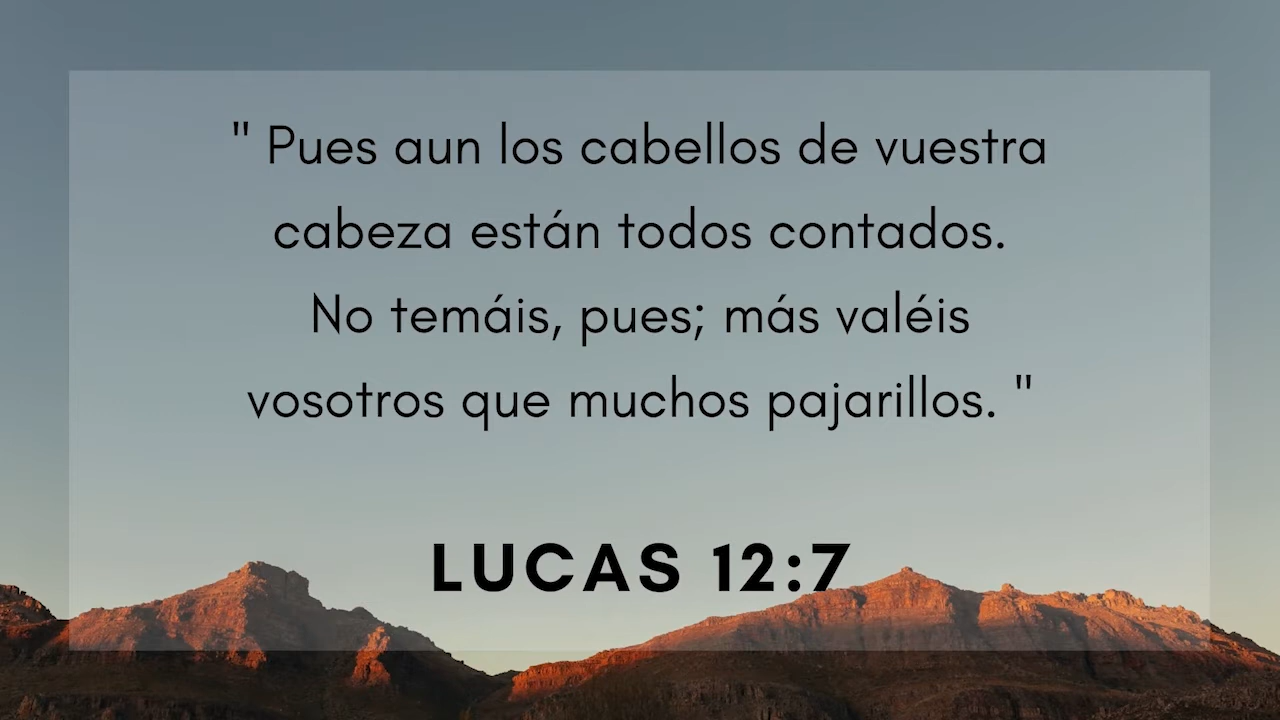 " Pues aun los cabellos de vuestra
cabeza están todos contados.
No temáis, pues; más valéis
vosotros que muchos pajarillos. "
LUCAS 12:7